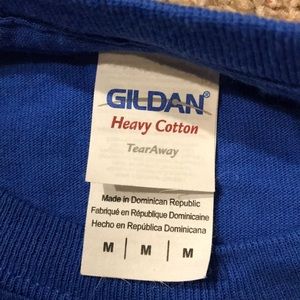 GILDAN®
Heavy Cotton
TearAway
Made in Dominican Republic
Fabriqué en République Dominicaine
Hecho en República Dominicana
M | M | M